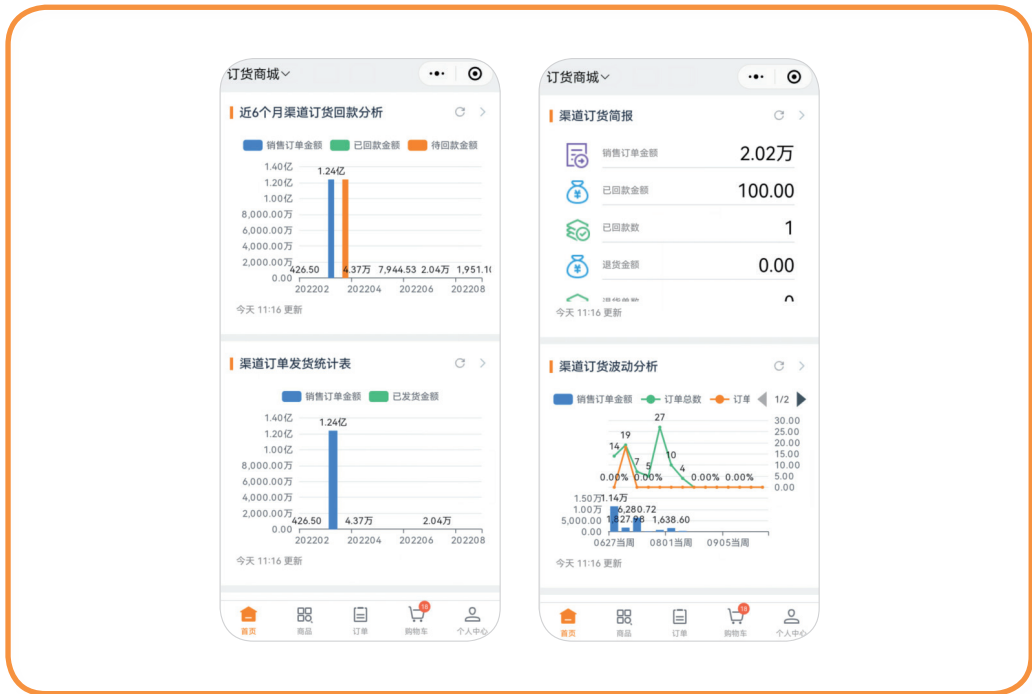 订货商城
近6个月渠道订货回款分析
销售订单金额 已回款金额 待回款金额
1.40亿
1.24亿
1.20亿
1.00亿
8,000.00万
6,000.00万
4,000.00万
2,000.00万
426.50 4.37万 7,944.53 2.04万 1,951.10
0.00
202202 202204 202206 202208
今天 11:16 更新
渠道订单发货统计表
销售订单金额 已发货金额
1.40亿
1.24亿
1.20亿
1.00亿
8,000.00万
6,000.00万
4,000.00万
2,000.00万
426.50 4.37万 2.04万
0.00
202202 202204 202206 202208
今天 11:16 更新
18
首页 商品 订单 购物车 个人中心
订货商城
渠道订货简报
销售订单金额 2.02万
已回款金额 100.00
已回款数 1
退货金额 0.00
退货单数 0
今天 11:16 更新
渠道订货波动分析
销售订单金额 订单总数 订单 1/2
27
30.00
25.00
19
20.00
14
15.00
7 5 10 4
10.00
0.00% 0.00% 0.00% 0.00%
5.00
0.00
1.50万
1.14万
1.00万
6,280.72
5,000.00
1,827.98 1,638.60
0.00
0627当周 0801当周 0905当周
今天 11:16 更新
18
首页 商品 订单 购物车 个人中心